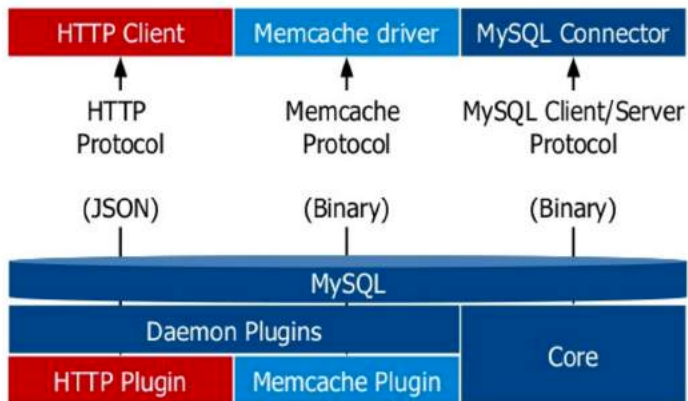 HTTP Client
Memcache driver
MySQL Connector
HTTP
Protocol
Memcache
Protocol
MySQL Client/Server
Protocol
(JSON)
(Binary)
(Binary)
MySQL
Daemon Plugins
Core
HTTP Plugin
Memcache Plugin